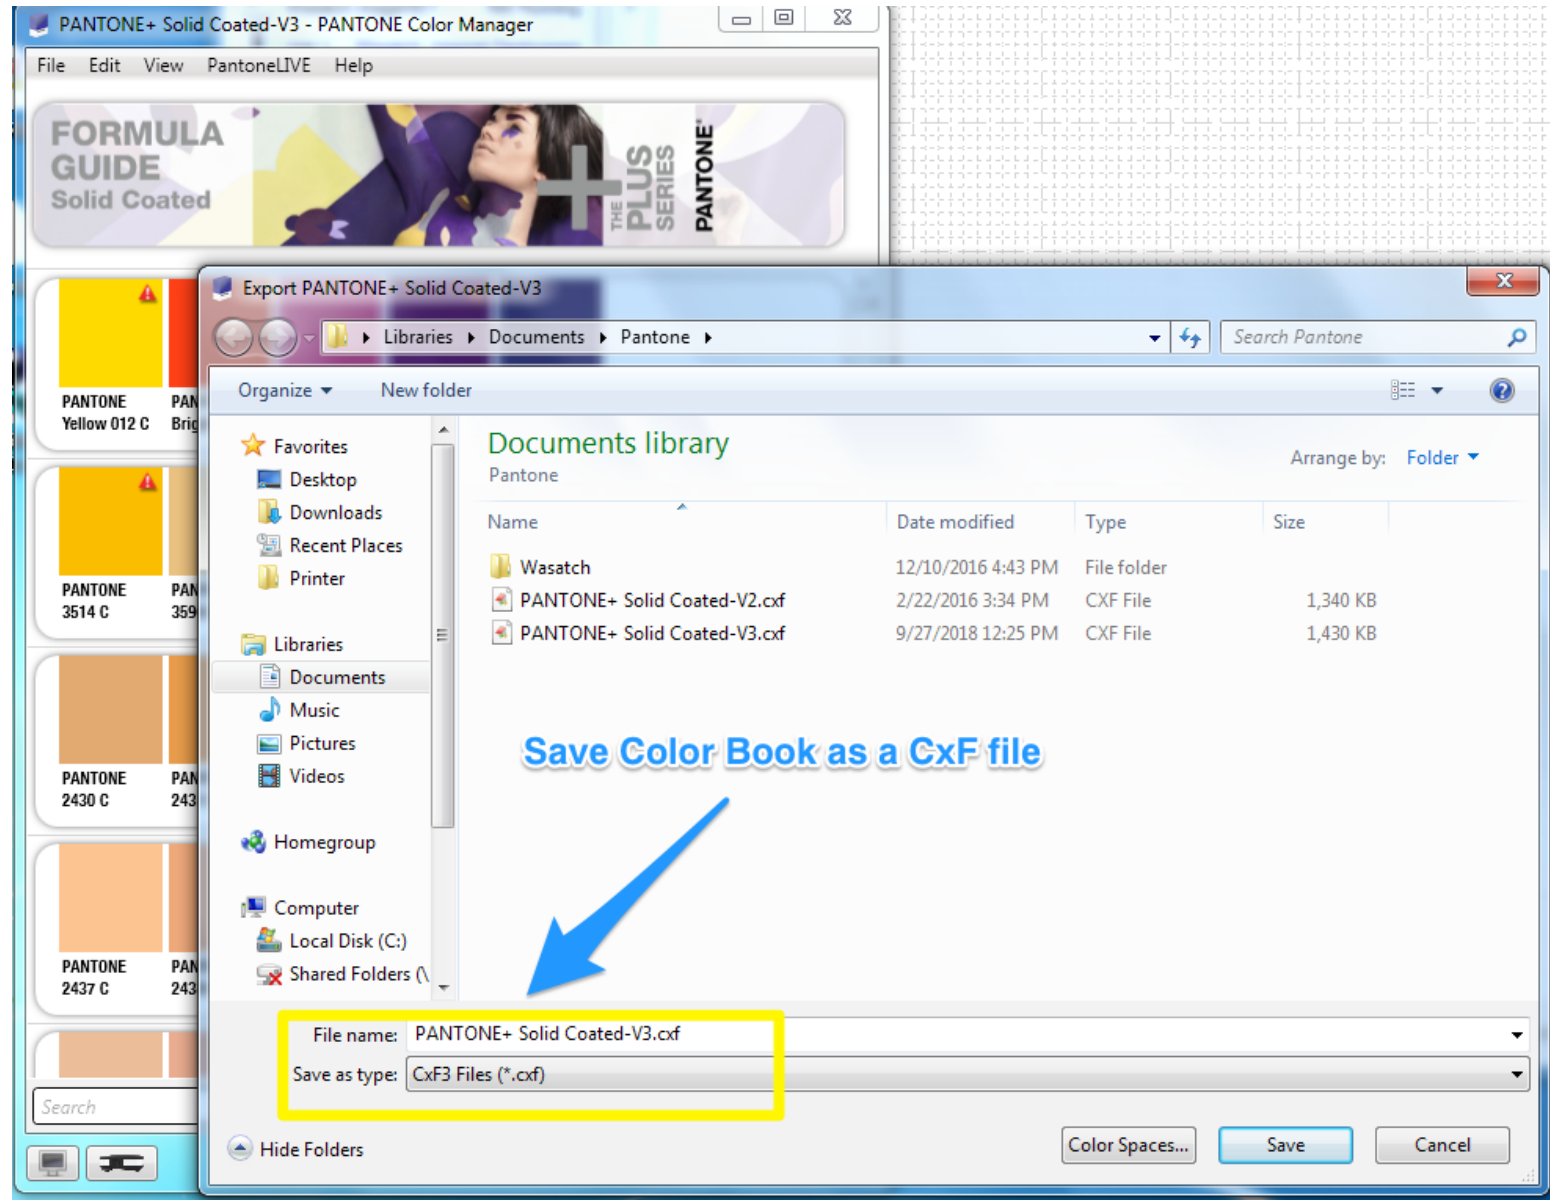 PANTONE+ Solid Coated-V3 - PANTONE Color Manager
File Edit View PantoneLIVE Help
FORMULA
GUIDE
Solid Coated
THE
PLUS
SERIES
PANTONE
PANTONE
Yellow 012 C
PANTONE
3514 C
PANTONE
2430 C
PANTONE
2437 C
Search
Export PANTONE+ Solid Coated-V3
Libraries Documents Pantone
Search Pantone
Organize New folder
Favorites
Desktop
Downloads
Recent Places
Printer
Libraries
Documents
Music
Pictures
Videos
Homegroup
Computer
Local Disk (C:)
Shared Folders (\
Documents library
Pantone
Arrange by: Folder
Name Date modified Type Size
Wasatch 12/10/2016 4:43 PM File folder
PANTONE+ Solid Coated-V2.cxf 2/22/2016 3:34 PM CXF File 1,340 KB
PANTONE+ Solid Coated-V3.cxf 9/27/2018 12:25 PM CXF File 1,430 KB
Save Color Book as a CxF file
File name: PANTONE+ Solid Coated-V3.cxf
Save as type: CxF3 Files (*.cxf)
Hide Folders
Color Spaces... Save Cancel